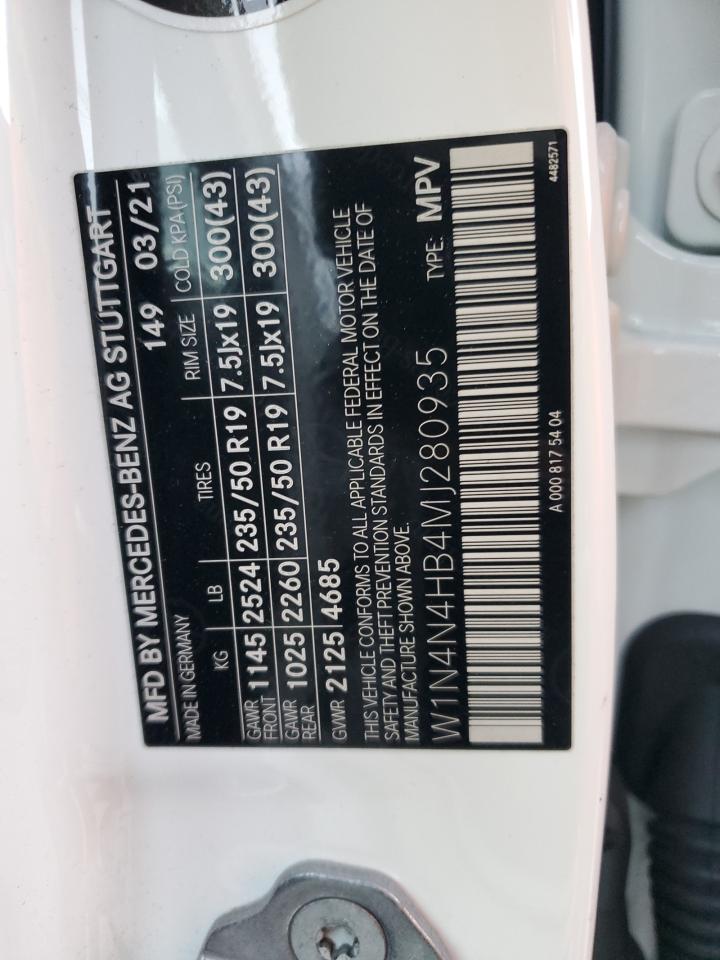 MFD BY MERCEDES-BENZ AG STUTTGART
MADE IN GERMANY 149 03/21
KG LB TIRES RIM SIZE COLD KPA(PSI)
GAWR FRONT 1145 2524 235/50 R19 7.5Jx19 300(43)
GAWR REAR 1025 2260 235/50 R19 7.5Jx19 300(43)
GVWR 2125 4685
THIS VEHICLE CONFORMS TO ALL APPLICABLE FEDERAL MOTOR VEHICLE
SAFETY AND THEFT PREVENTION STANDARDS IN EFFECT ON THE DATE OF
MANUFACTURE SHOWN ABOVE.
W1N4N4HB4MJ280935 TYPE: MPV
A 000 817 54 04 4482571